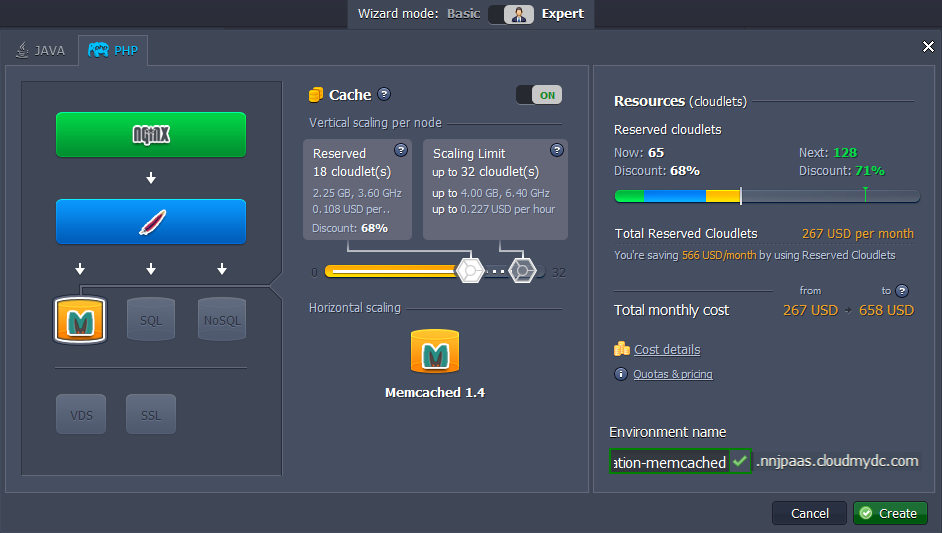 Wizard mode: Basic Expert
JAVA PHP
NGINX
SQL NoSQL
VDS SSL
Cache ON
Vertical scaling per node
Reserved
18 cloudlet(s)
2.25 GB, 3.60 GHz
0.108 USD per..
Discount: 68%
Scaling Limit
up to 32 cloudlet(s)
up to 4.00 GB, 6.40 GHz
up to 0.227 USD per hour
0 32
Horizontal scaling
Memcached 1.4
Resources (cloudlets)
Reserved cloudlets
Now: 65 Next: 128
Discount: 68% Discount: 71%
Total Reserved Cloudlets 267 USD per month
You're saving 566 USD/month by using Reserved Cloudlets
from to
Total monthly cost 267 USD - 658 USD
Cost details
Quotas & pricing
Environment name
ation-memcached .nnjpaas.cloudmydc.com
Cancel Create